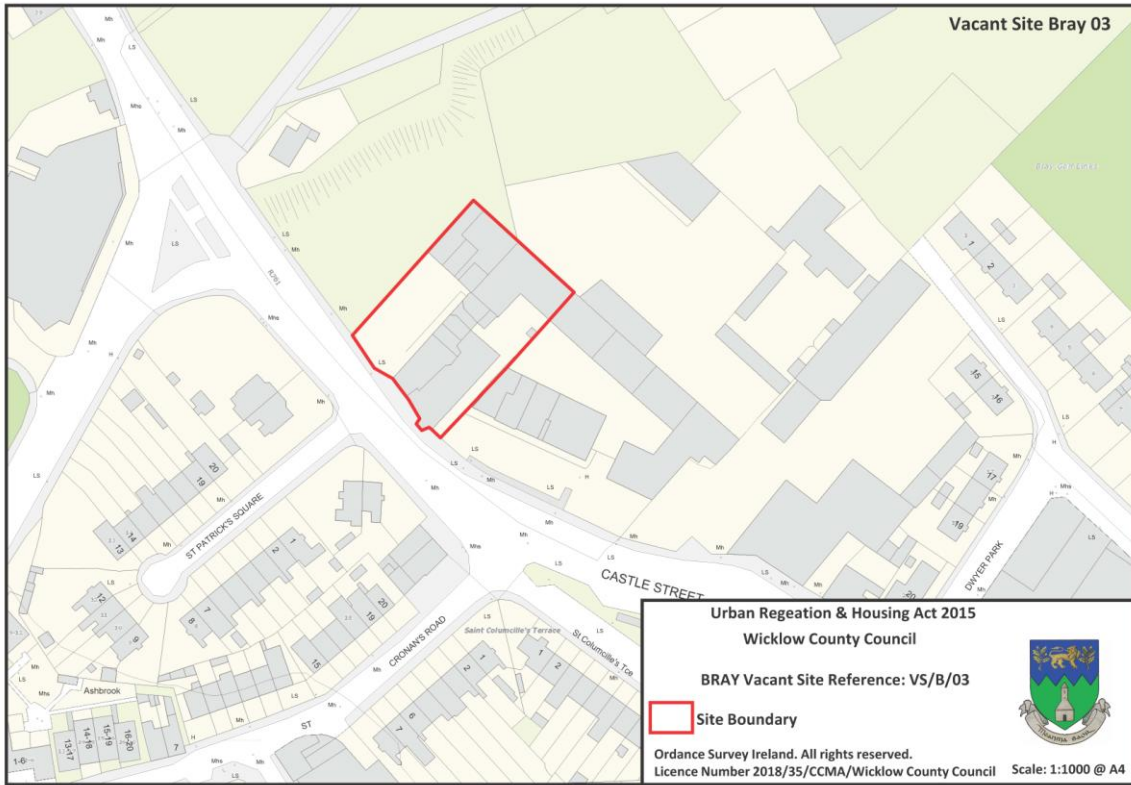 Vacant Site Bray 03
R761
ST PATRICK'S SQUARE
CASTLE STREET
CRONAN'S ROAD
ST
Saint Columcille's Terrace
St Columcille's Tce
DWYER PARK
Ashbrook
1
2
15
16
17
19
20
20
19
14
13
12
9
1
2
7
8
20
19
15
1
2
6
7
1
2
1-6
13-17
14-18
15-19
16-20
7
Urban Regeation & Housing Act 2015
Wicklow County Council
BRAY Vacant Site Reference: VS/B/03
Site Boundary
Ordance Survey Ireland. All rights reserved.
Licence Number 2018/35/CCMA/Wicklow County Council
Scale: 1:1000 @ A4